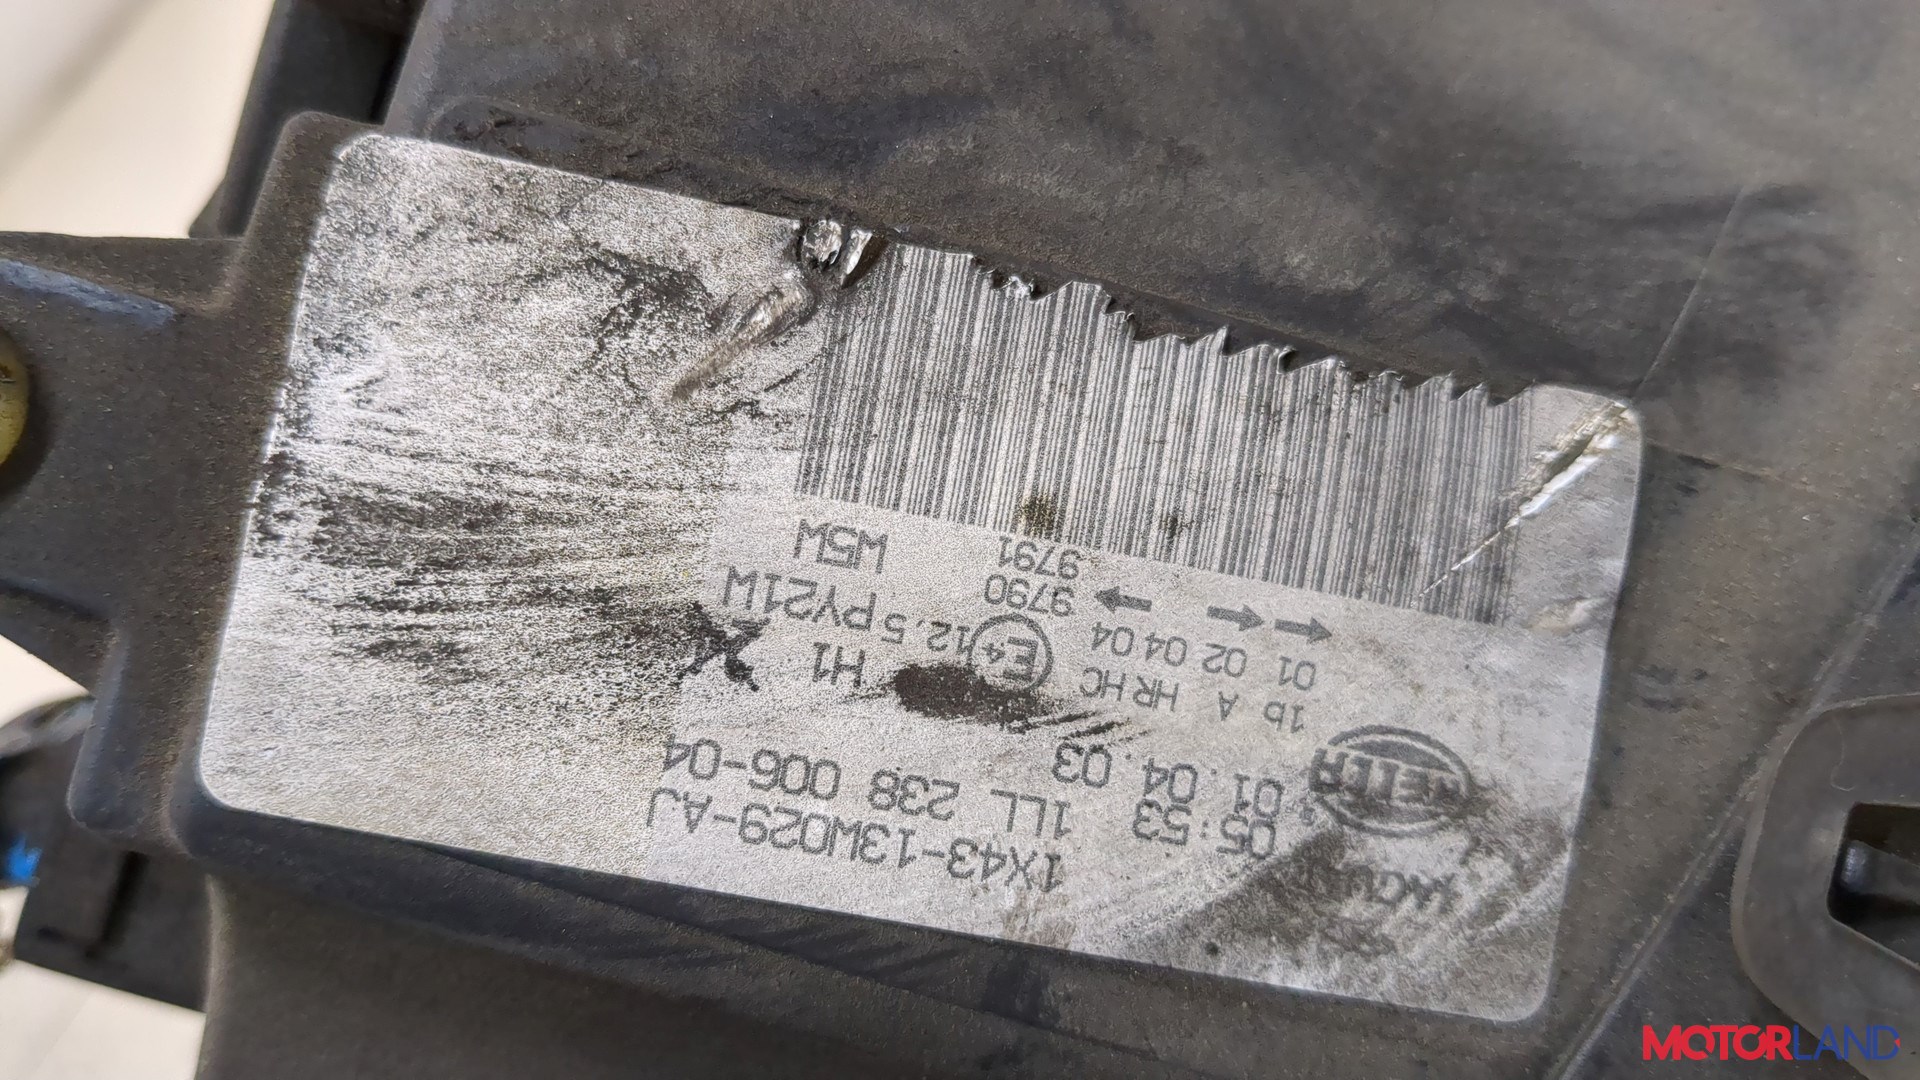 JAGUAR
1X43-13W029-AJ
05:53 1LL 238 006-04
HELLA 01.04.03
1b A HR HC H1 X
01 02 04 04 E4 12,5 PY21W
9790 W5W
9791
MOTORLAND